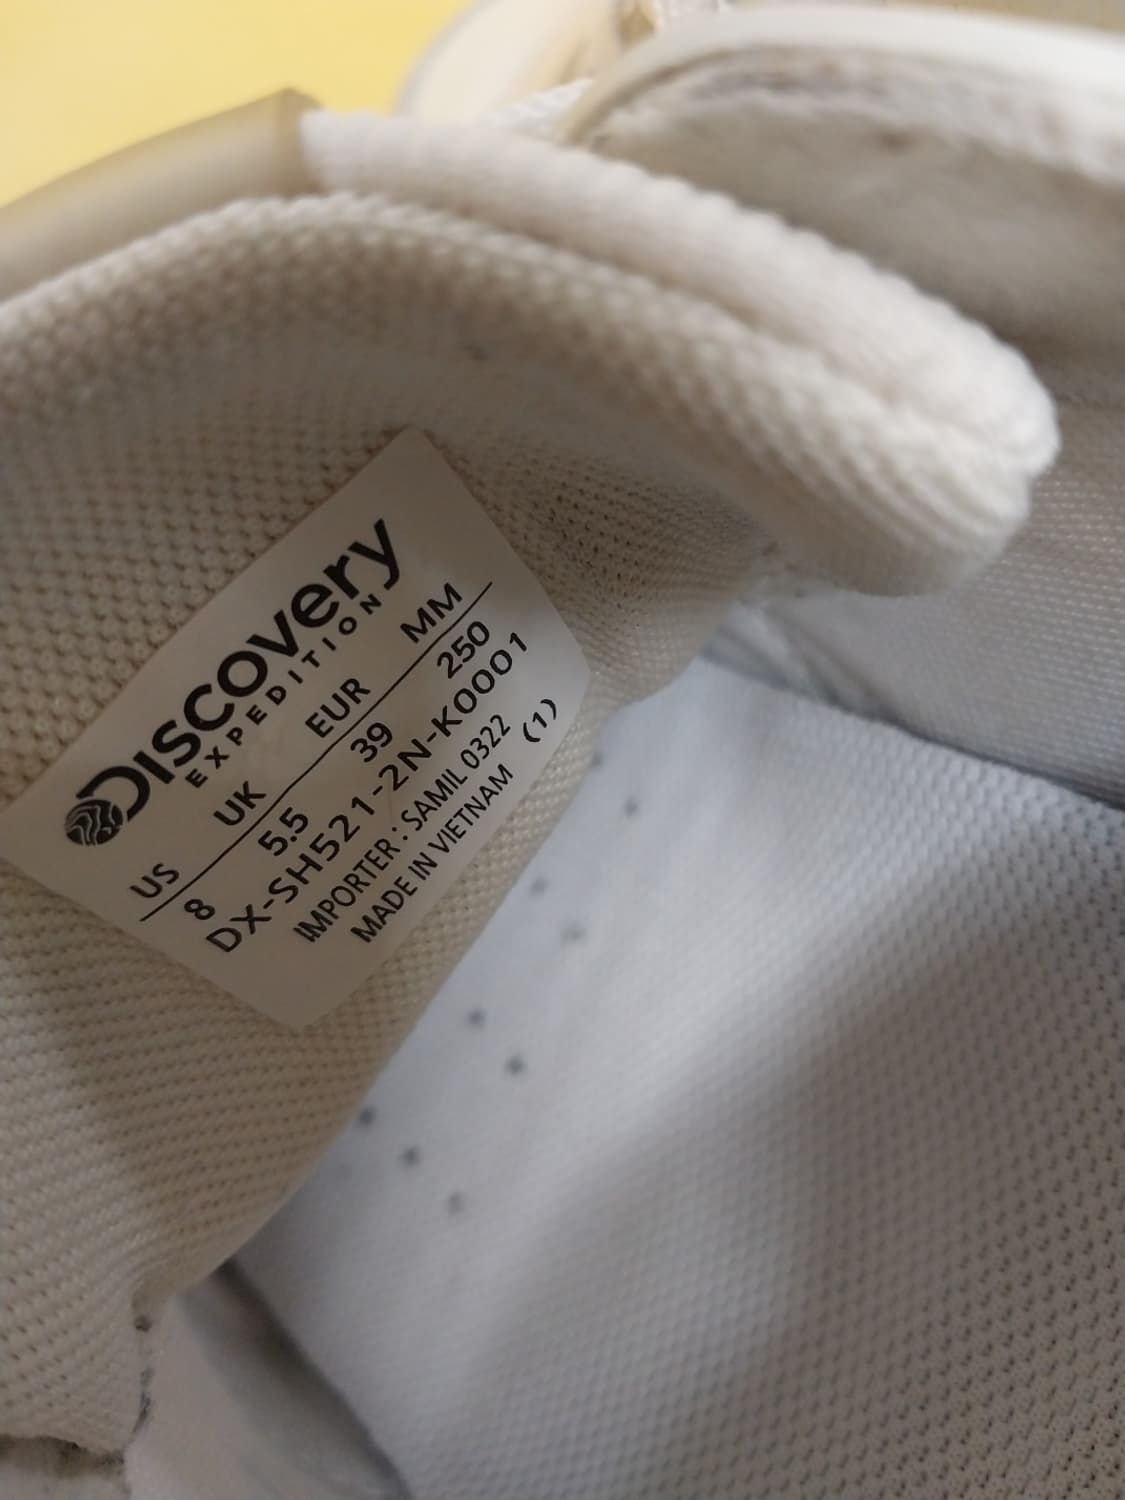 Discovery
EXPEDITION
US UK EUR MM
8 5.5 39 250
DX-SH521-2N-K0001
IMPORTER : SAMIL 0322
MADE IN VIETNAM (1)